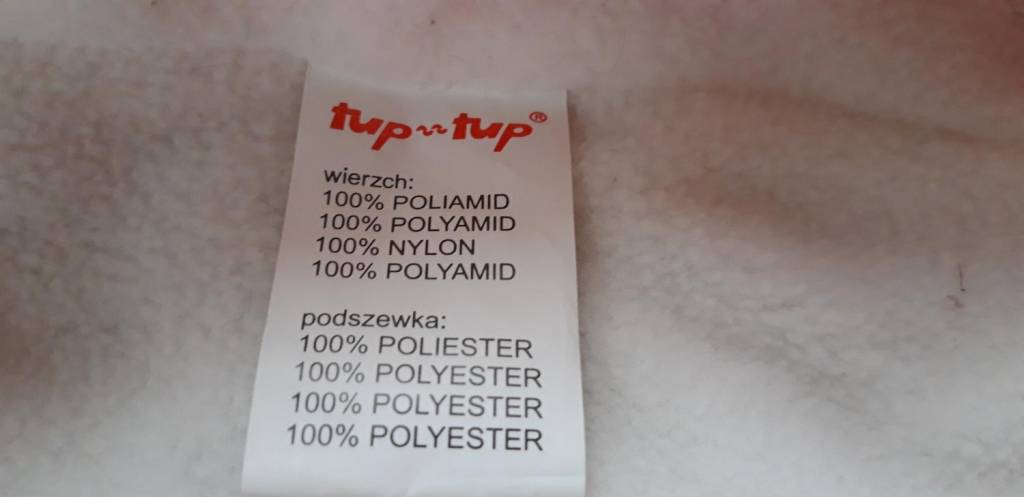 tup~~tup®
wierzch:
100% POLIAMID
100% POLYAMID
100% NYLON
100% POLYAMID
podszewka:
100% POLIESTER
100% POLYESTER
100% POLYESTER
100% POLYESTER